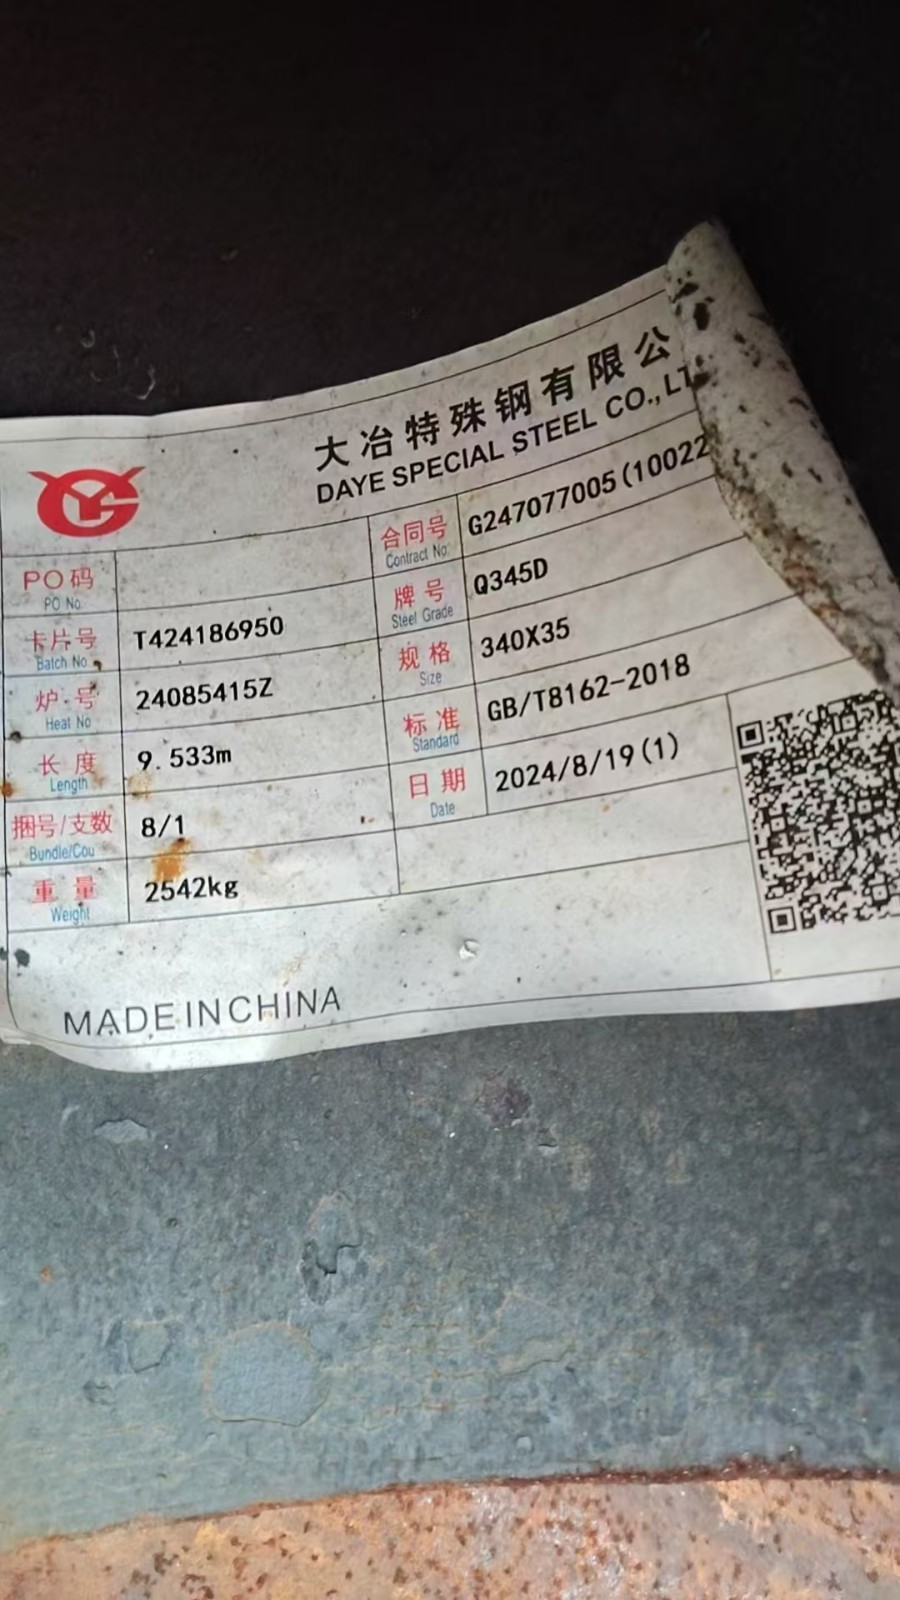 大冶特殊钢有限公
DAYE SPECIAL STEEL CO., LT
PO码
PO No
合同号
Contract No
G247077005(10022
卡片号
Batch No
T424186950
牌号
Steel Grade
Q345D
炉号
Heat No
24085415Z
规格
Size
340X35
长度
Length
9.533m
标准
Standard
GB/T8162-2018
捆号/支数
Bundle/Cou
8/1
日期
Date
2024/8/19(1)
重量
Weight
2542kg
MADE IN CHINA